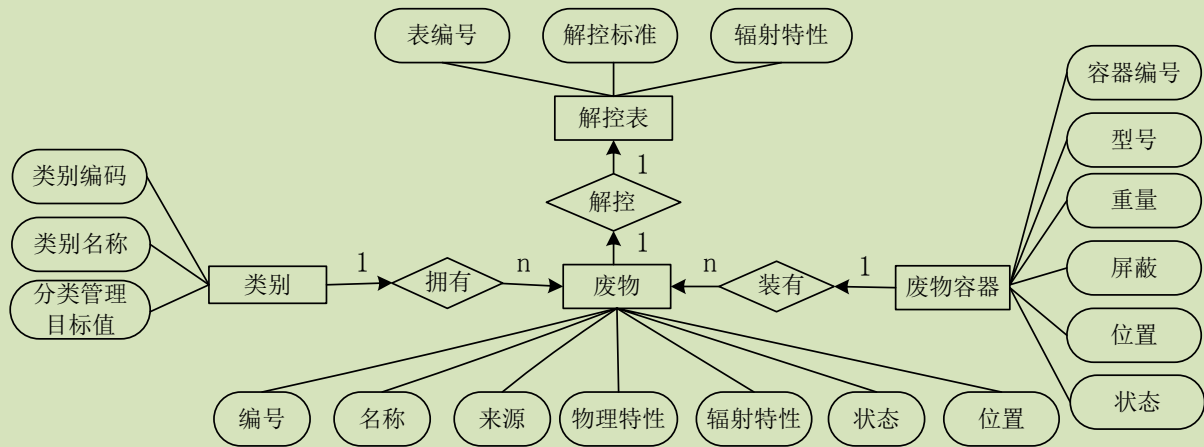 表编号
解控标准
辐射特性
解控表
1
解控
1
类别编码
类别名称
分类管理
目标值
类别
1
拥有
n
废物
n
装有
1
废物容器
容器编号
型号
重量
屏蔽
位置
状态
编号
名称
来源
物理特性
辐射特性
状态
位置